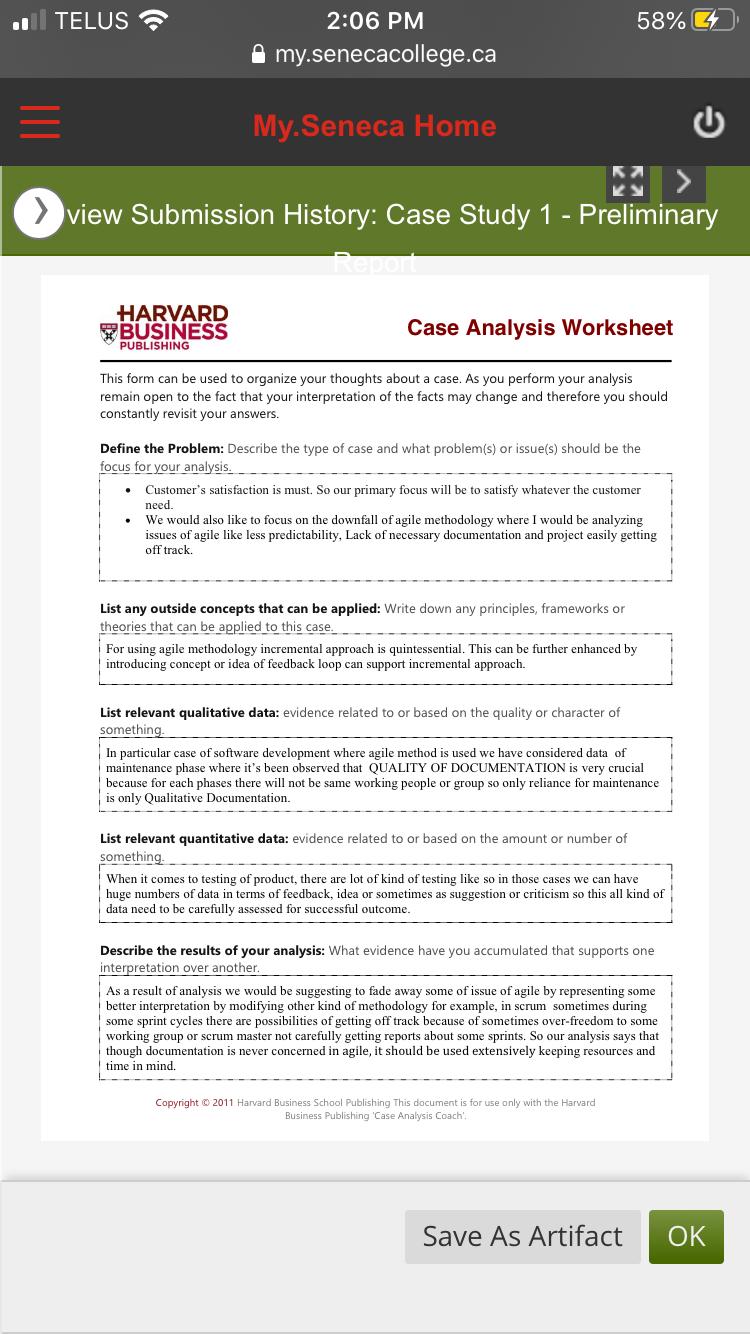 TELUS 2:06 PM 58%
my.senecacollege.ca
My.Seneca Home
view Submission History: Case Study 1 - Preliminary
Report
HARVARD
BUSINESS
PUBLISHING
Case Analysis Worksheet
This form can be used to organize your thoughts about a case. As you perform your analysis
remain open to the fact that your interpretation of the facts may change and therefore you should
constantly revisit your answers.
Define the Problem: Describe the type of case and what problem(s) or issue(s) should be the
focus for your analysis.
• Customer's satisfaction is must. So our primary focus will be to satisfy whatever the customer
need.
• We would also like to focus on the downfall of agile methodology where I would be analyzing
issues of agile like less predictability, Lack of necessary documentation and project easily getting
off track.
List any outside concepts that can be applied: Write down any principles, frameworks or
theories that can be applied to this case.
For using agile methodology incremental approach is quintessential. This can be further enhanced by
introducing concept or idea of feedback loop can support incremental approach.
List relevant qualitative data: evidence related to or based on the quality or character of
something.
In particular case of software development where agile method is used we have considered data of
maintenance phase where it's been observed that QUALITY OF DOCUMENTATION is very crucial
because for each phases there will not be same working people or group so only reliance for maintenance
is only Qualitative Documentation.
List relevant quantitative data: evidence related to or based on the amount or number of
something.
When it comes to testing of product, there are lot of kind of testing like so in those cases we can have
huge numbers of data in terms of feedback, idea or sometimes as suggestion or criticism so this all kind of
data need to be carefully assessed for successful outcome.
Describe the results of your analysis: What evidence have you accumulated that supports one
interpretation over another.
As a result of analysis we would be suggesting to fade away some of issue of agile by representing some
better interpretation by modifying other kind of methodology for example, in scrum sometimes during
some sprint cycles there are possibilities of getting off track because of sometimes over-freedom to some
working group or scrum master not carefully getting reports about some sprints. So our analysis says that
though documentation is never concerned in agile, it should be used extensively keeping resources and
time in mind.
Copyright © 2011 Harvard Business School Publishing This document is for use only with the Harvard
Business Publishing 'Case Analysis Coach'.
Save As Artifact
OK